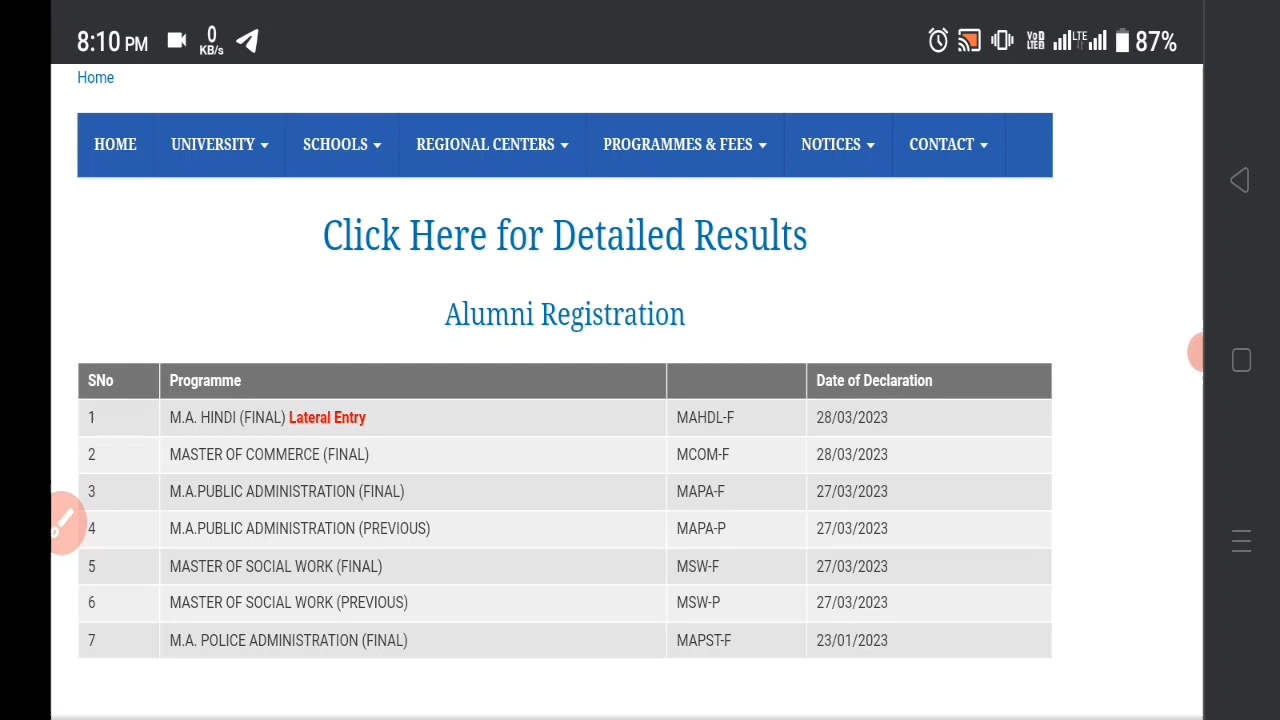 8:10 PM 0 KB/s VoD LTE LTE 87%
Home
HOME UNIVERSITY SCHOOLS REGIONAL CENTERS PROGRAMMES & FEES NOTICES CONTACT
Click Here for Detailed Results
Alumni Registration
SNo Programme Date of Declaration
1 M.A. HINDI (FINAL) Lateral Entry MAHDL-F 28/03/2023
2 MASTER OF COMMERCE (FINAL) MCOM-F 28/03/2023
3 M.A.PUBLIC ADMINISTRATION (FINAL) MAPA-F 27/03/2023
4 M.A.PUBLIC ADMINISTRATION (PREVIOUS) MAPA-P 27/03/2023
5 MASTER OF SOCIAL WORK (FINAL) MSW-F 27/03/2023
6 MASTER OF SOCIAL WORK (PREVIOUS) MSW-P 27/03/2023
7 M.A. POLICE ADMINISTRATION (FINAL) MAPST-F 23/01/2023